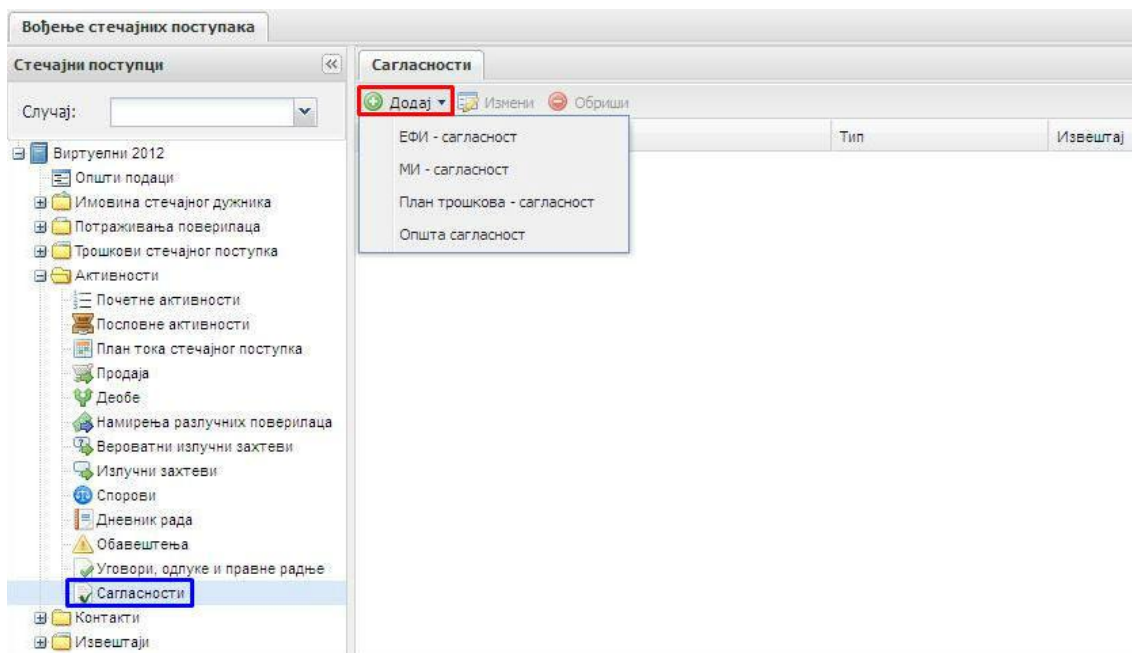 Вођење стечајних поступака
Стечајни поступци
Случај:
Виртуелни 2012
Општи подаци
Имовина стечајног дужника
Потраживања поверилаца
Трошкови стечајног поступка
Активности
Почетне активности
Пословне активности
План тока стечајног поступка
Продаја
Деобе
Намирења разлучних поверилаца
Вероватни излучни захтеви
Излучни захтеви
Спорови
Дневник рада
Обавештења
Уговори, одлуке и правне радње
Сагласности
Контакти
Извештаји
Сагласности
Додај Измени Обриши
Тип Извештај
ЕФИ - сагласност
МИ - сагласност
План трошкова - сагласност
Општа сагласност